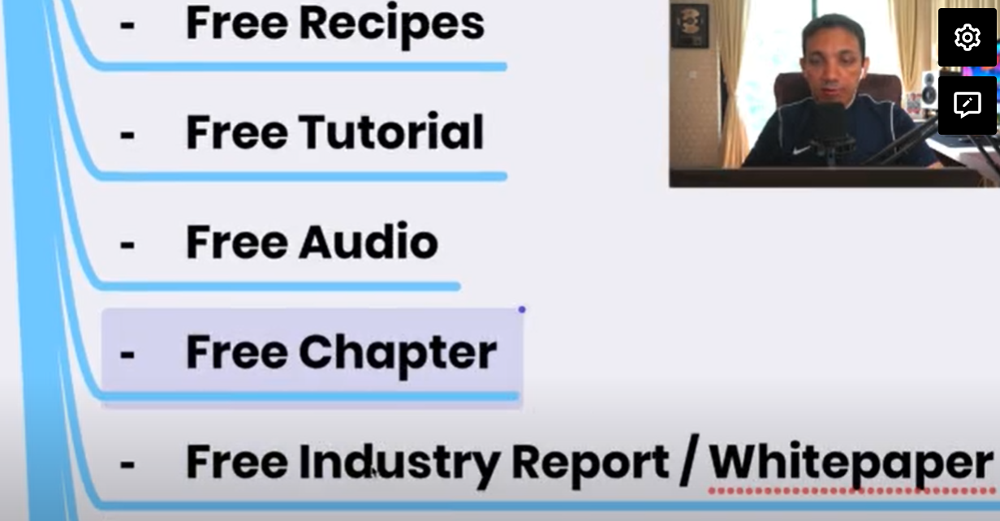 - Free Recipes
- Free Tutorial
- Free Audio
- Free Chapter
- Free Industry Report / Whitepaper